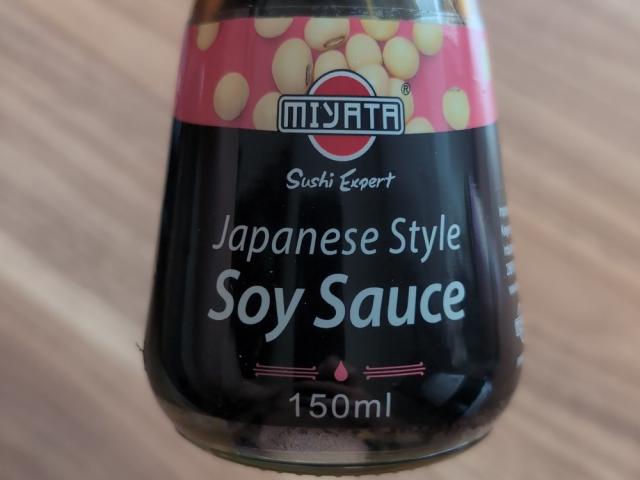 MIYATA®
Sushi Expert
Japanese Style
Soy Sauce
150ml